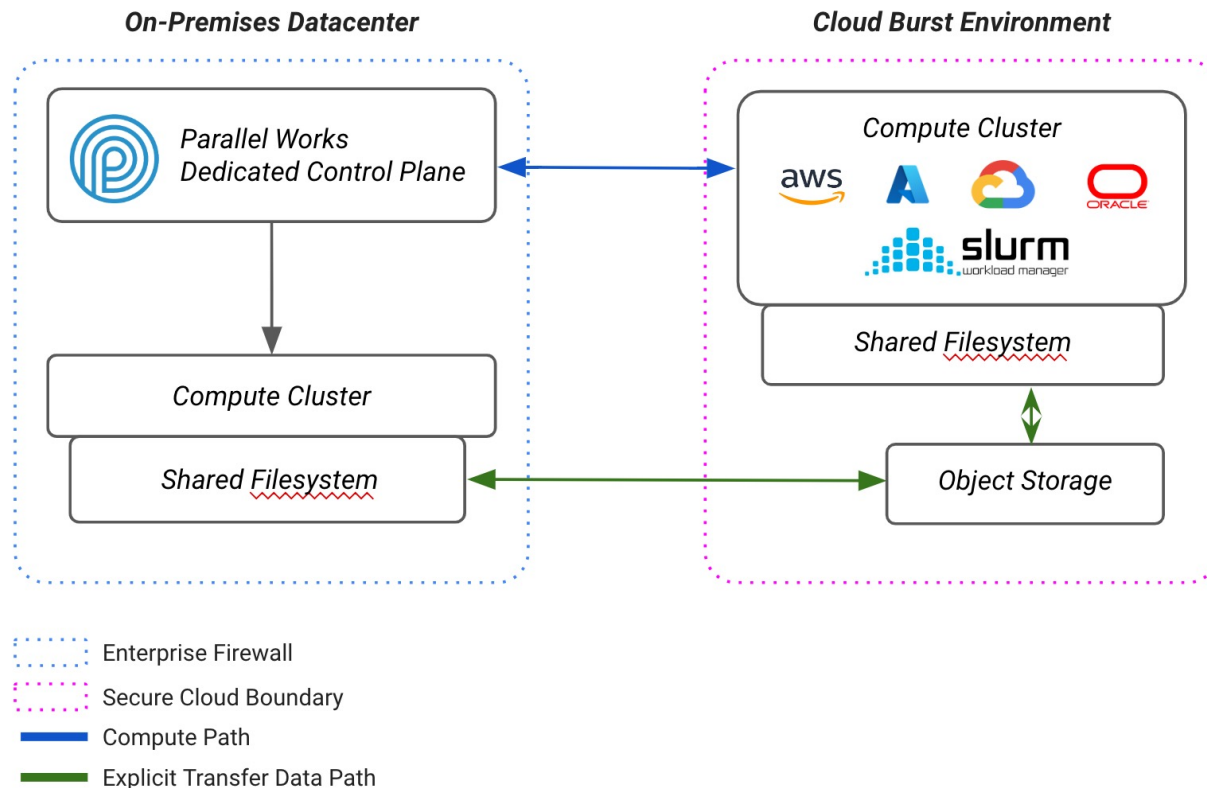 On-Premises Datacenter
Cloud Burst Environment
Parallel Works
Dedicated Control Plane
Compute Cluster
aws
ORACLE
slurm
workload manager
Shared Filesystem
Compute Cluster
Shared Filesystem
Object Storage
Enterprise Firewall
Secure Cloud Boundary
Compute Path
Explicit Transfer Data Path